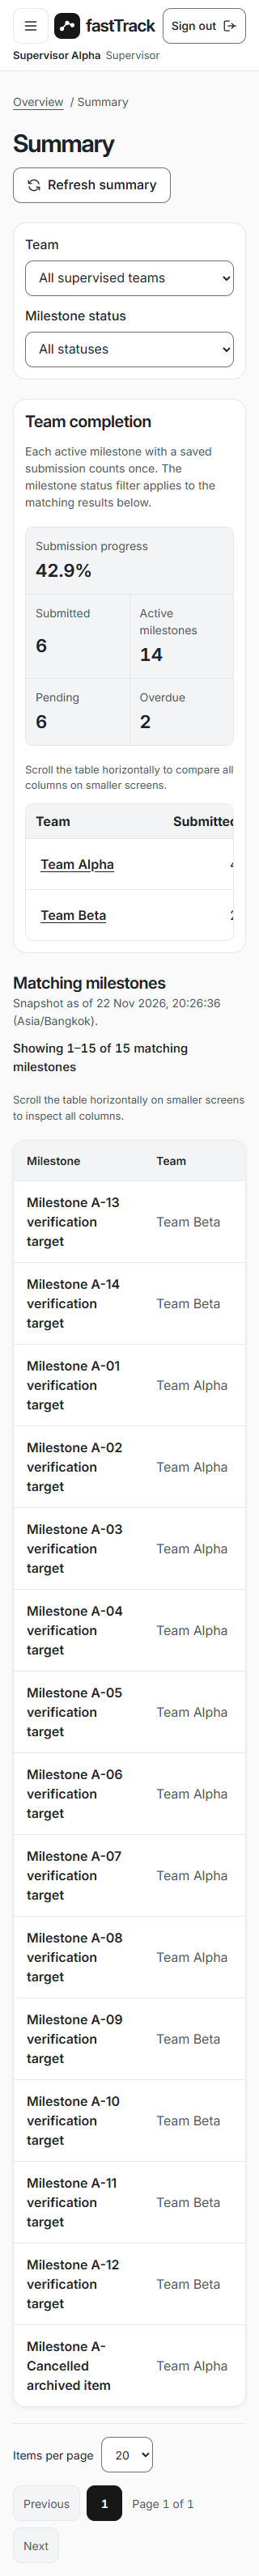 fastTrack
Sign out
Supervisor Alpha Supervisor
Overview / Summary
Summary
Refresh summary
Team
All supervised teams
Milestone status
All statuses
Team completion
Each active milestone with a saved
submission counts once. The
milestone status filter applies to the
matching results below.
Submission progress
42.9%
Submitted
6
Active
milestones
14
Pending
6
Overdue
2
Scroll the table horizontally to compare all
columns on smaller screens.
Team Submitted
Team Alpha
Team Beta
Matching milestones
Snapshot as of 22 Nov 2026, 20:26:36
(Asia/Bangkok).
Showing 1–15 of 15 matching
milestones
Scroll the table horizontally on smaller screens
to inspect all columns.
Milestone Team
Milestone A-13
verification
target
Team Beta
Milestone A-14
verification
target
Team Beta
Milestone A-01
verification
target
Team Alpha
Milestone A-02
verification
target
Team Alpha
Milestone A-03
verification
target
Team Alpha
Milestone A-04
verification
target
Team Alpha
Milestone A-05
verification
target
Team Alpha
Milestone A-06
verification
target
Team Alpha
Milestone A-07
verification
target
Team Alpha
Milestone A-08
verification
target
Team Alpha
Milestone A-09
verification
target
Team Beta
Milestone A-10
verification
target
Team Beta
Milestone A-11
verification
target
Team Beta
Milestone A-12
verification
target
Team Beta
Milestone A-
Cancelled
archived item
Team Alpha
Items per page 20
Previous 1 Page 1 of 1
Next